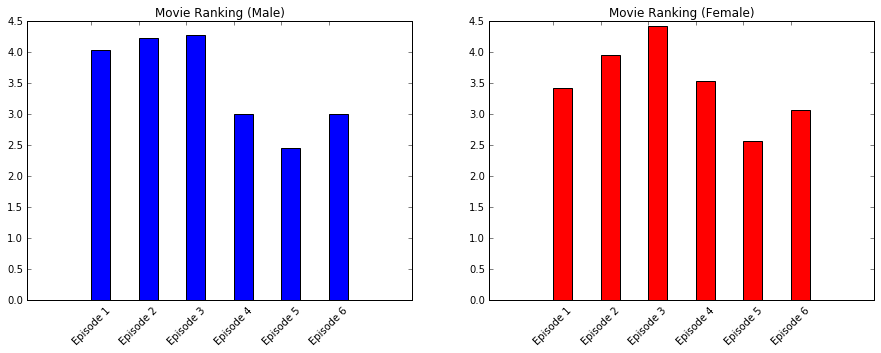 Movie Ranking (Male)
4.5
4.0
3.5
3.0
2.5
2.0
1.5
1.0
0.5
0.0
Episode 1
Episode 2
Episode 3
Episode 4
Episode 5
Episode 6
Movie Ranking (Female)
4.5
4.0
3.5
3.0
2.5
2.0
1.5
1.0
0.5
0.0
Episode 1
Episode 2
Episode 3
Episode 4
Episode 5
Episode 6